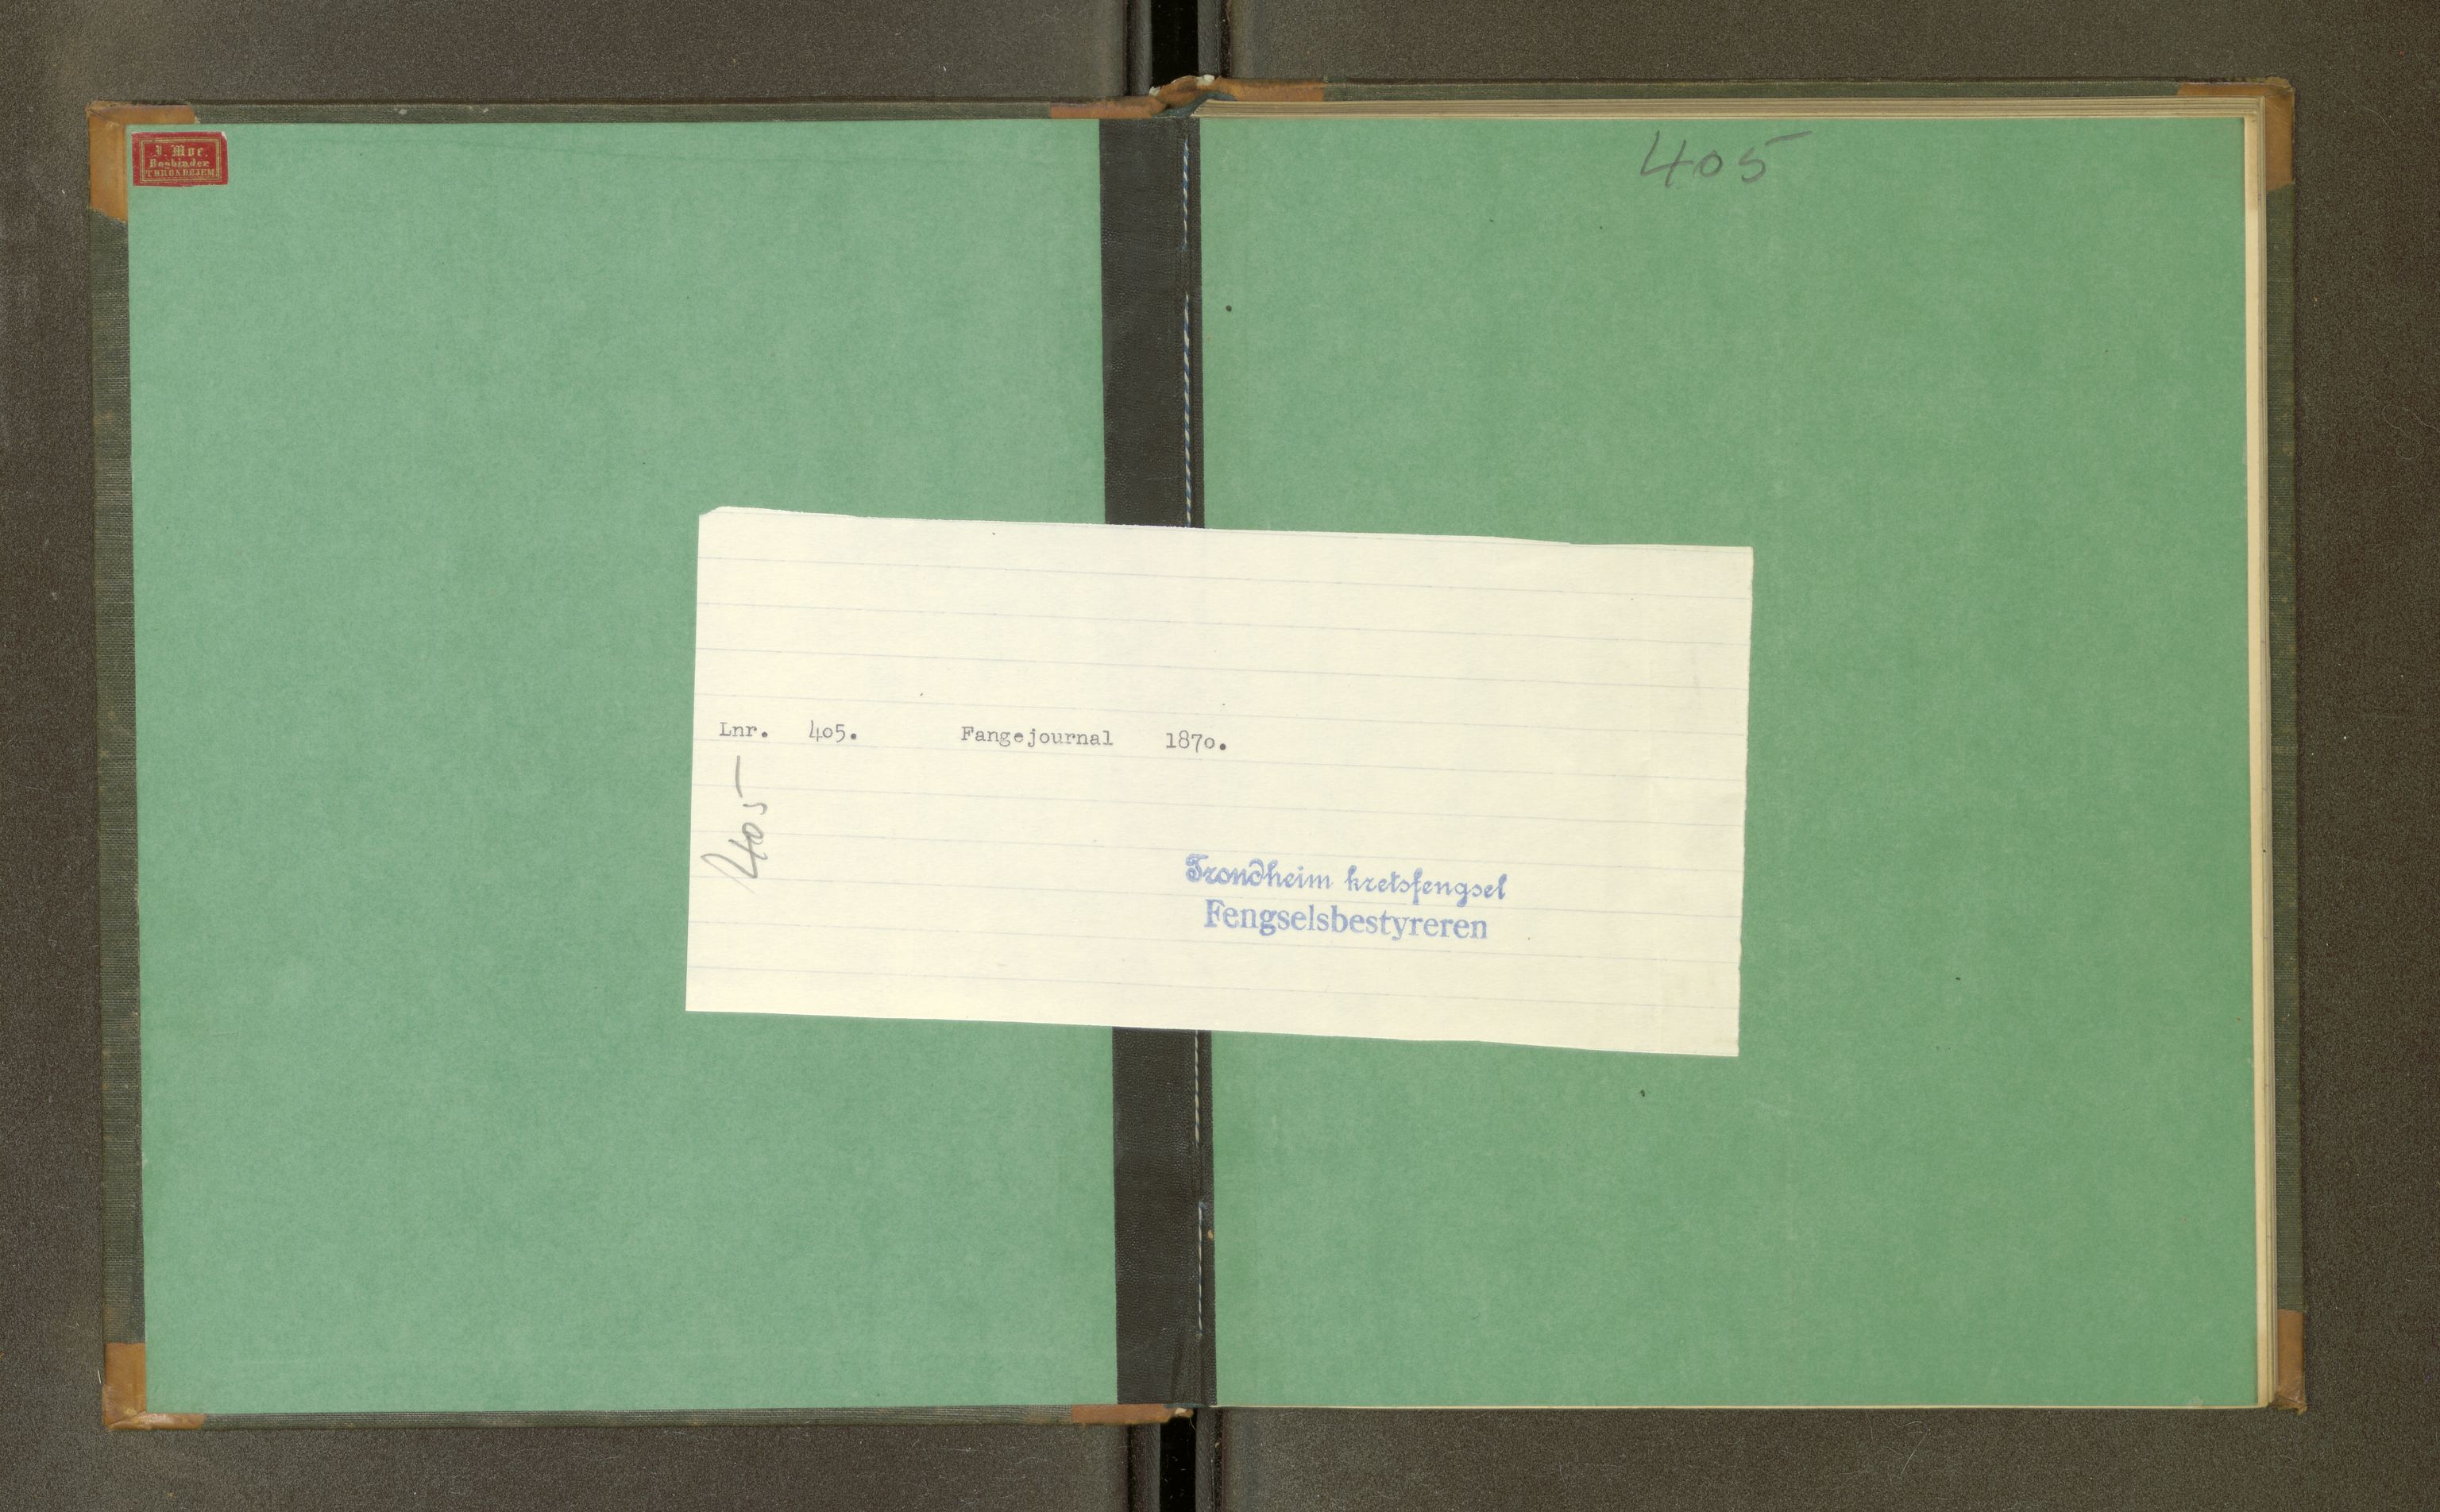 J. Moe.
Bogbinder
THRONDHJEM.
405
Lnr. 405. Fangejournal 1870.
405
Trondheim kretsfengsel
Fengselsbestyreren